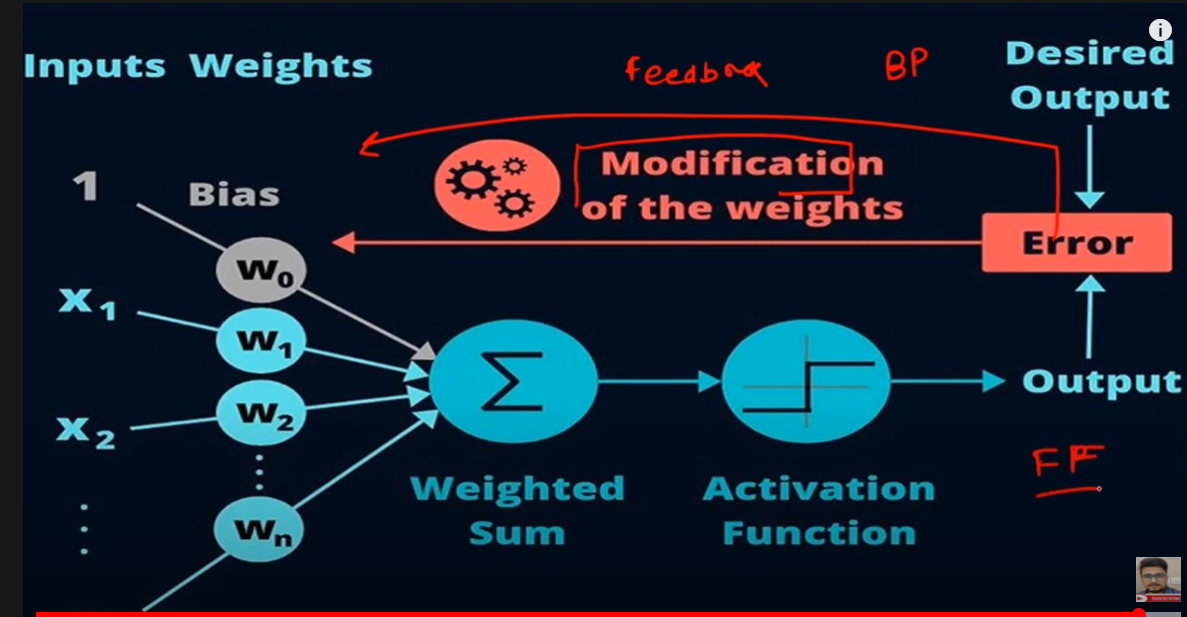 Inputs Weights
feedback BP
Desired
Output
1
Bias
Modification
of the weights
Error
W0
X1
W1
Σ
Output
X2
W2
FF
Weighted
Sum
Activation
Function
Wn